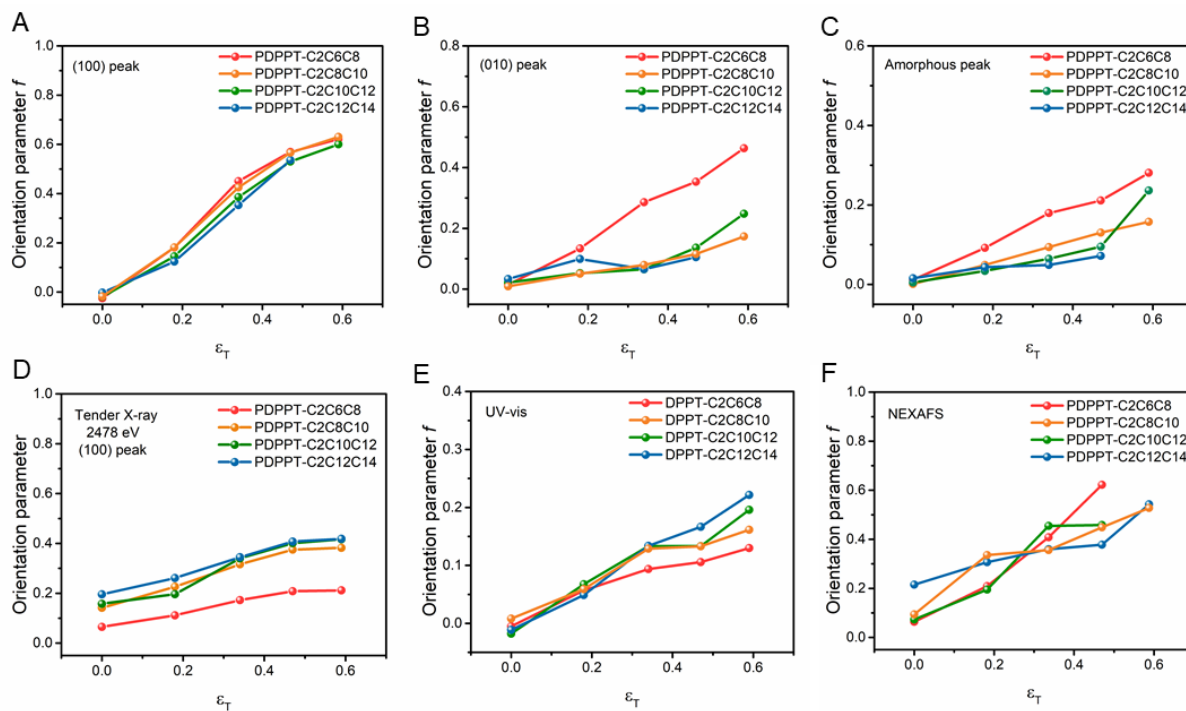 A
(100) peak
PDPPT-C2C6C8
PDPPT-C2C8C10
PDPPT-C2C10C12
PDPPT-C2C12C14
Orientation parameter f
1.0
0.8
0.6
0.4
0.2
0.0
0.0 0.2 0.4 0.6
εT
B
(010) peak
PDPPT-C2C6C8
PDPPT-C2C8C10
PDPPT-C2C10C12
PDPPT-C2C12C14
Orientation parameter f
0.8
0.6
0.4
0.2
0.0
0.0 0.2 0.4 0.6
εT
C
Amorphous peak
PDPPT-C2C6C8
PDPPT-C2C8C10
PDPPT-C2C10C12
PDPPT-C2C12C14
Orientation parameter f
0.6
0.4
0.2
0.0
0.0 0.2 0.4 0.6
εT
D
Tender X-ray
2478 eV
(100) peak
PDPPT-C2C6C8
PDPPT-C2C8C10
PDPPT-C2C10C12
PDPPT-C2C12C14
Orientation parameter
1.0
0.8
0.6
0.4
0.2
0.0
0.0 0.2 0.4 0.6
εT
E
UV-vis
DPPT-C2C6C8
DPPT-C2C8C10
DPPT-C2C10C12
DPPT-C2C12C14
Orientation parameter f
0.4
0.3
0.2
0.1
0.0
0.0 0.2 0.4 0.6
εT
F
NEXAFS
PDPPT-C2C6C8
PDPPT-C2C8C10
PDPPT-C2C10C12
PDPPT-C2C12C14
Orientation parameter f
1.0
0.8
0.6
0.4
0.2
0.0
0.0 0.2 0.4 0.6
εT